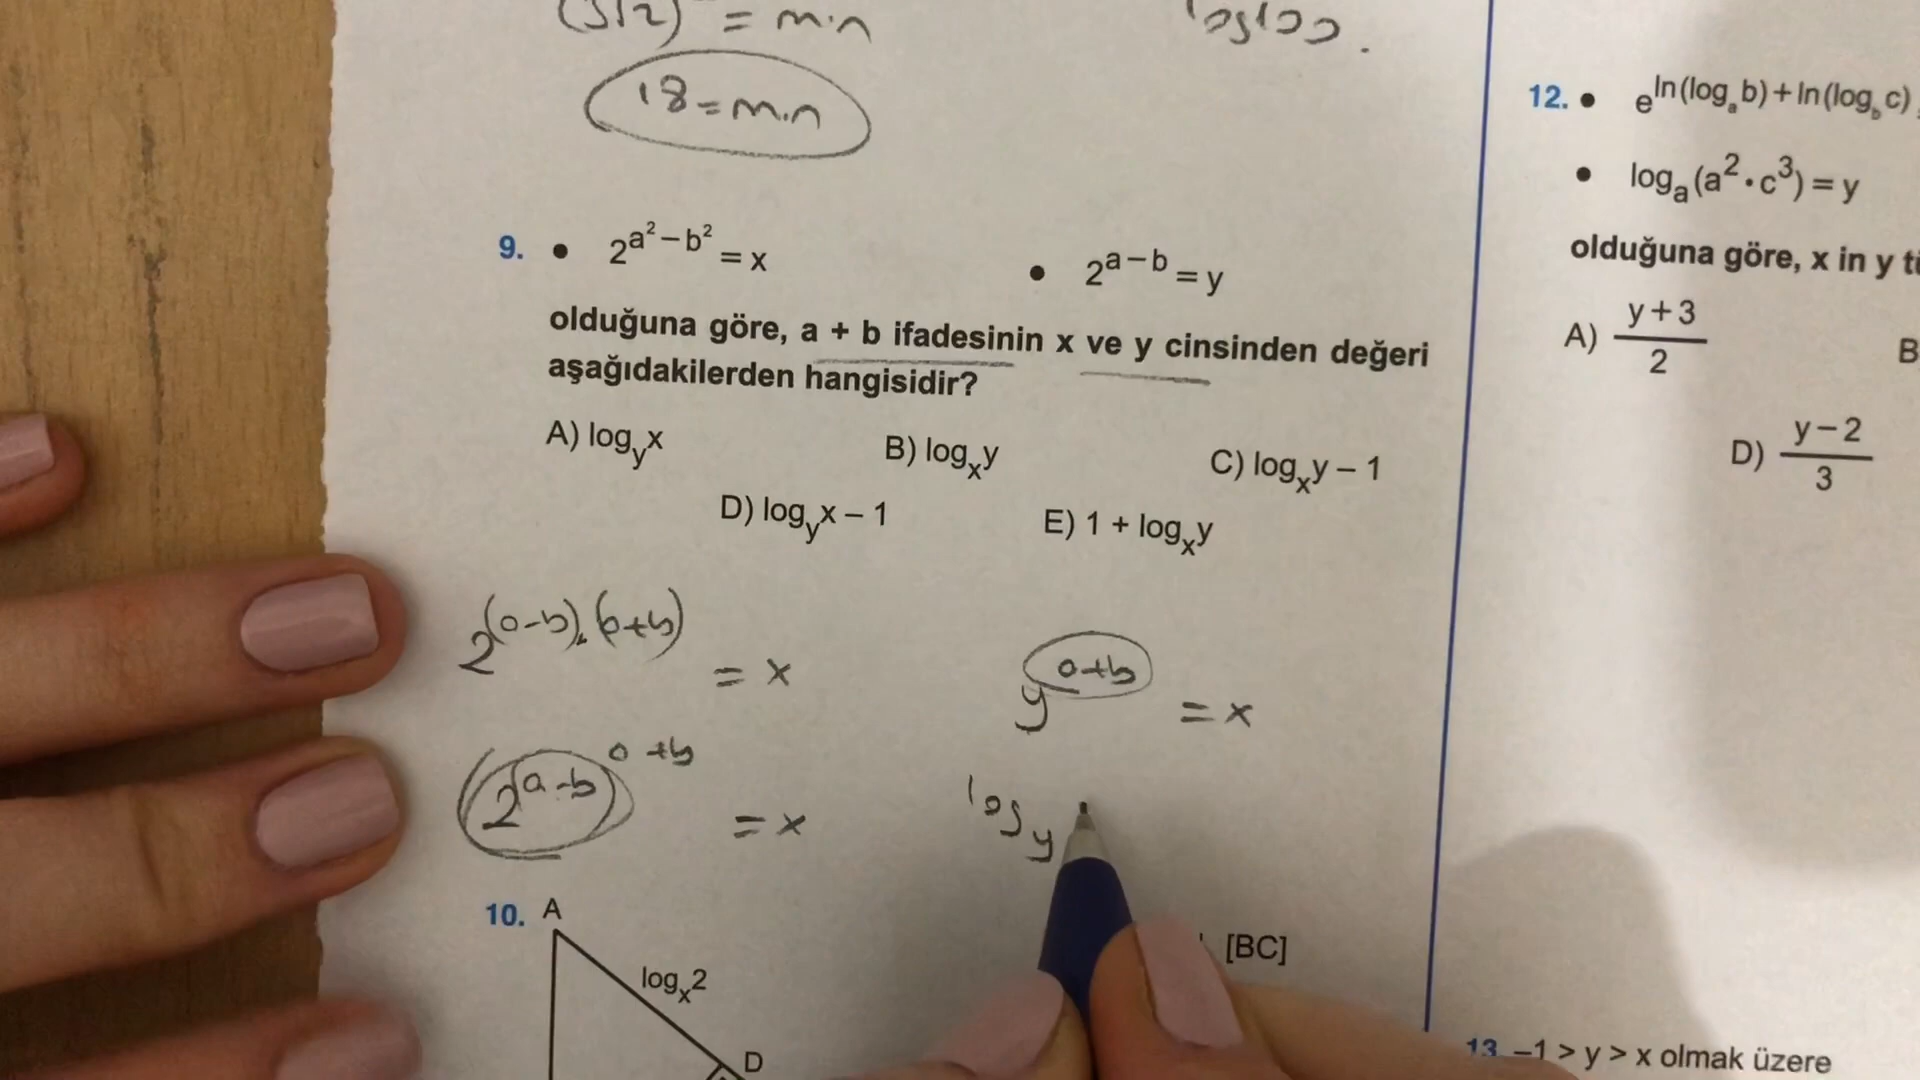 = m.n
18 = m.n
9. • 2^(a²−b²) = x • 2^(a−b) = y
olduğuna göre, a + b ifadesinin x ve y cinsinden değeri
aşağıdakilerden hangisidir?
A) log_y x B) log_x y C) log_x y − 1
D) log_y x − 1 E) 1 + log_x y
2^(a-b).(a+b) = x
(2^(a-b))^(a+b) = x
y^(a+b) = x
log_y
10. A
log_x 2
D
[BC]
12. • e^(ln(log_a b) + ln(log_b c))
• log_a (a² • c³) = y
olduğuna göre, x in y
A) (y+3)/2 B
D) (y−2)/3
13. −1 > y > x olmak üzere